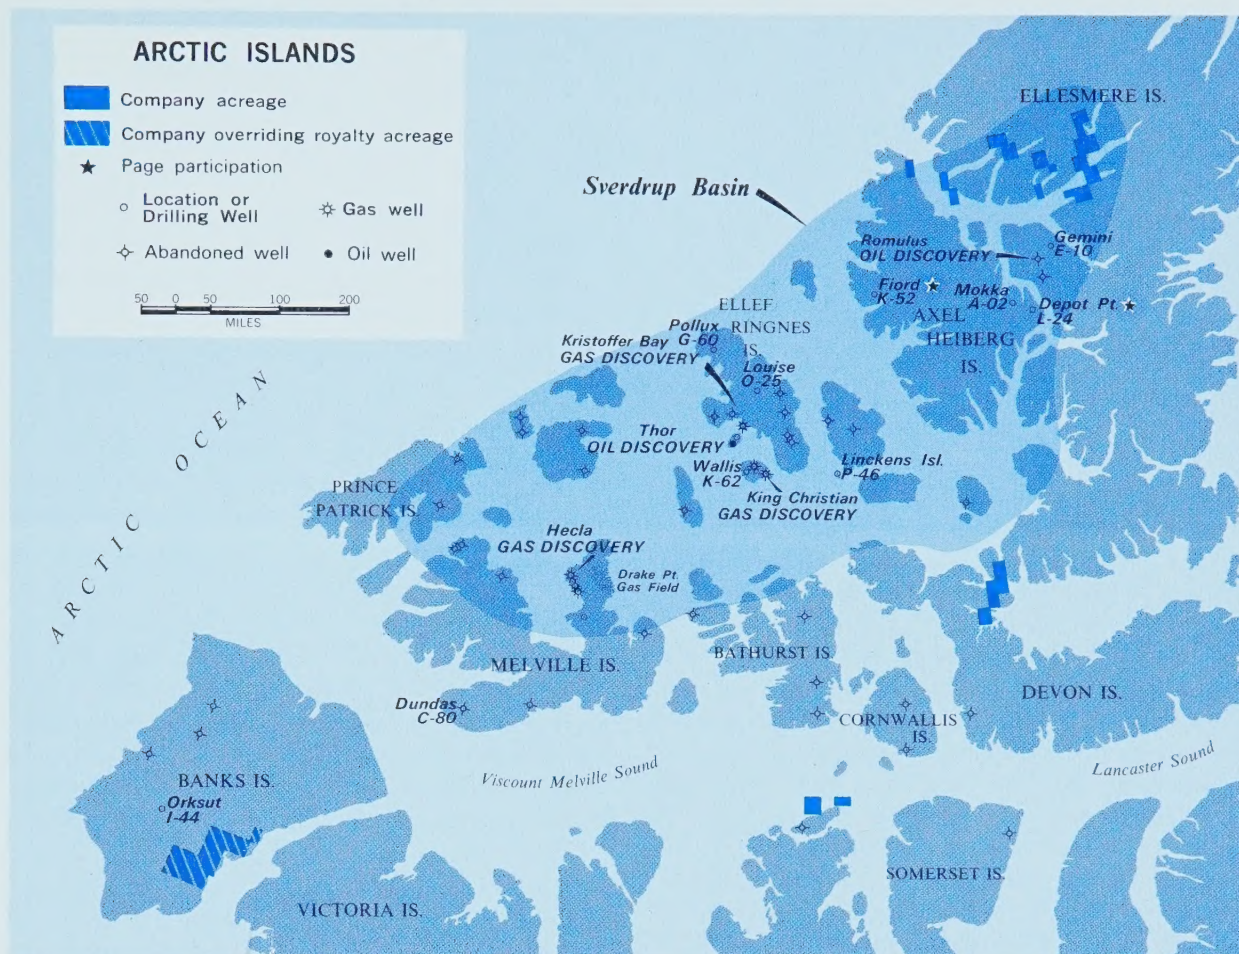 ARCTIC ISLANDS
Company acreage
Company overriding royalty acreage
Page participation
Location or
Drilling Well
Gas well
Abandoned well
Oil well
50 0 50 100 200
MILES
ELLESMERE IS.
Sverdrup Basin
Romulus
OIL DISCOVERY
Gemini
E-10
Fiord
K-52
Mokka
A-02
Depot Pt.
L-24
AXEL
HEIBERG
IS.
ELLEF
RINGNES
IS.
Pollux
G-60
Kristoffer Bay
GAS DISCOVERY
Louise
O-25
Thor
OIL DISCOVERY
Wallis
K-62
Linckens Isl.
P-46
King Christian
GAS DISCOVERY
ARCTIC OCEAN
PRINCE
PATRICK IS.
Hecla
GAS DISCOVERY
Drake Pt.
Gas Field
MELVILLE IS.
BATHURST IS.
Dundas
C-80
CORNWALLIS
IS.
DEVON IS.
Viscount Melville Sound
Lancaster Sound
BANKS IS.
Orksut
I-44
VICTORIA IS.
SOMERSET IS.